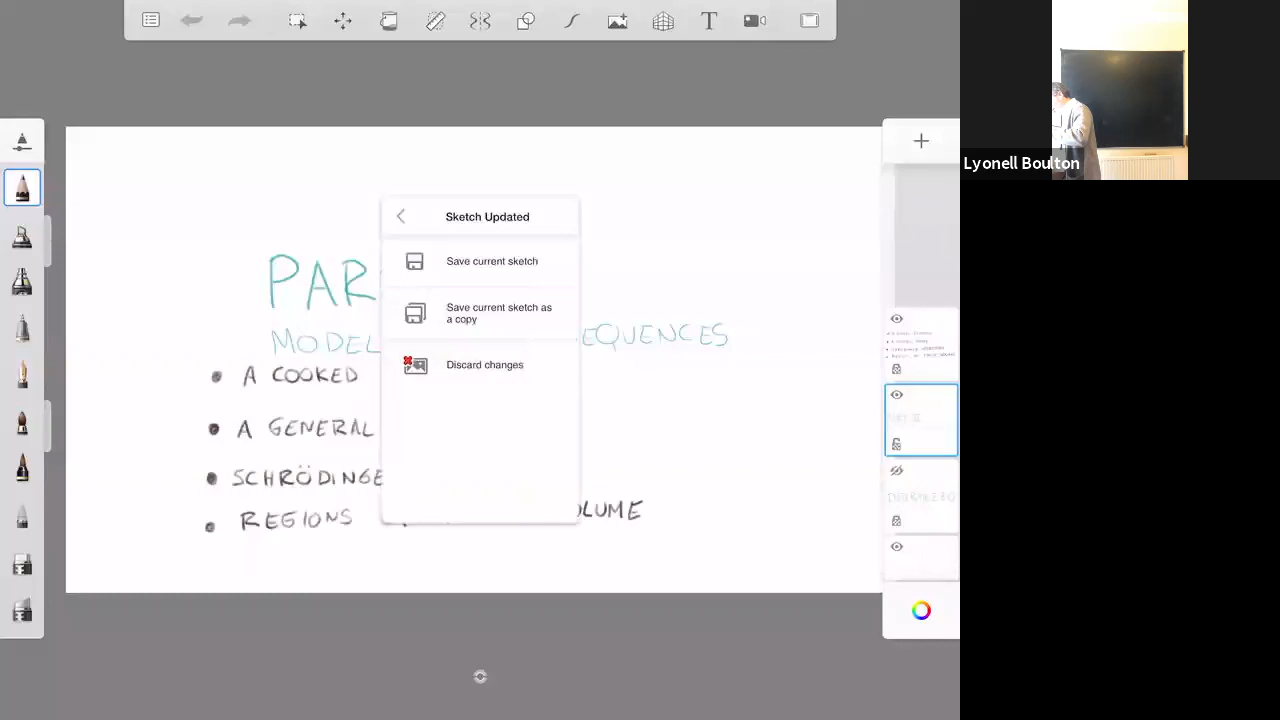 Lyonell Boulton
Sketch Updated
Save current sketch
Save current sketch as
a copy
Discard changes
PAR
MODEL EQUENCES
• A COOKED
• A GENERAL
• SCHRÖDINGE
• REGIONS OLUME